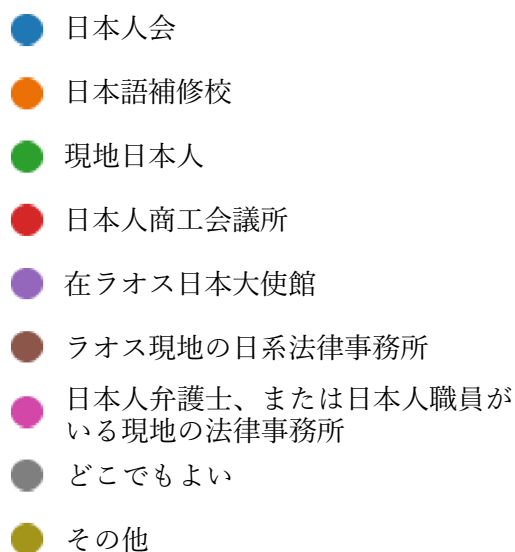 日本人会
日本語補修校
現地日本人
日本人商工会議所
在ラオス日本大使館
ラオス現地の日系法律事務所
日本人弁護士、または日本人職員が
いる現地の法律事務所
どこでもよい
その他